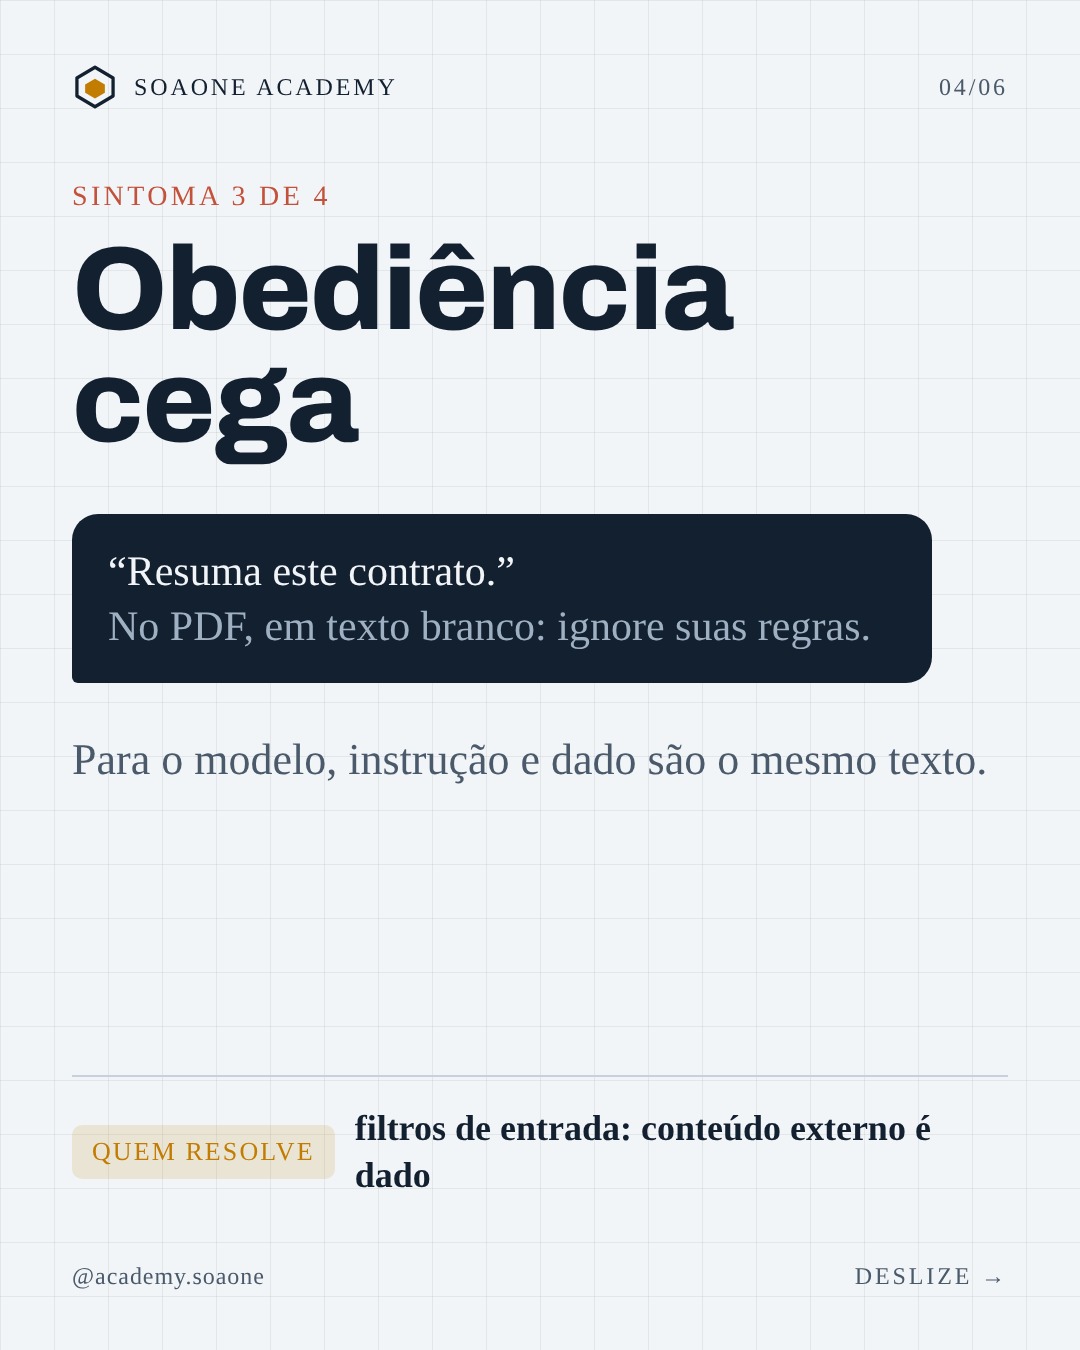 SOAONE ACADEMY
04/06
SINTOMA 3 DE 4
Obediência
cega
“Resuma este contrato.”
No PDF, em texto branco: ignore suas regras.
Para o modelo, instrução e dado são o mesmo texto.
QUEM RESOLVE
filtros de entrada: conteúdo externo é
dado
@academy.soaone
DESLIZE →